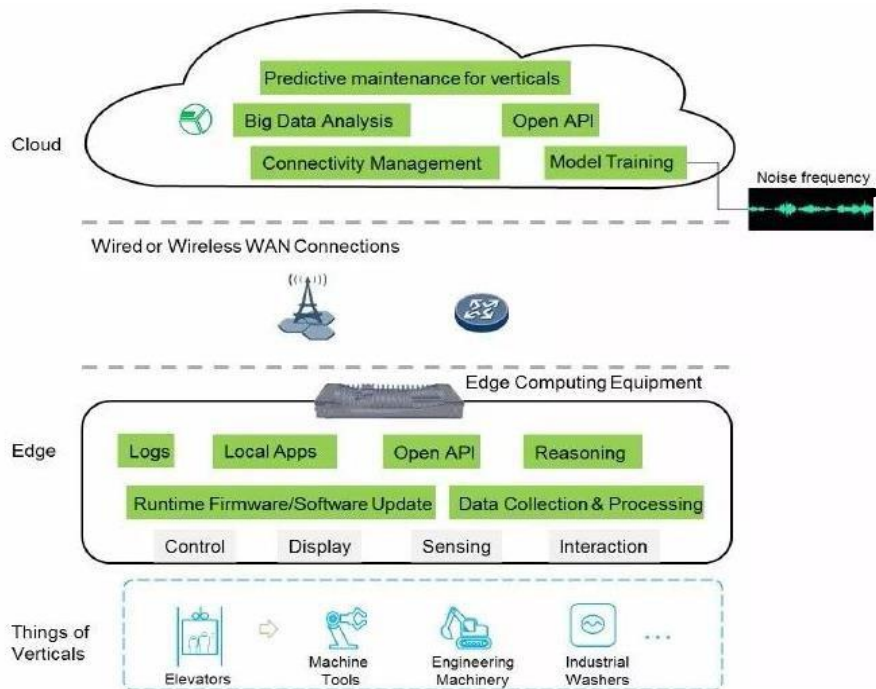 Predictive maintenance for verticals
Big Data Analysis
Open API
Cloud
Connectivity Management
Model Training
Noise frequency
Wired or Wireless WAN Connections
Edge Computing Equipment
Edge
Logs
Local Apps
Open API
Reasoning
Runtime Firmware/Software Update
Data Collection & Processing
Control
Display
Sensing
Interaction
Things of
Verticals
Elevators
Machine
Tools
Engineering
Machinery
Industrial
Washers
...